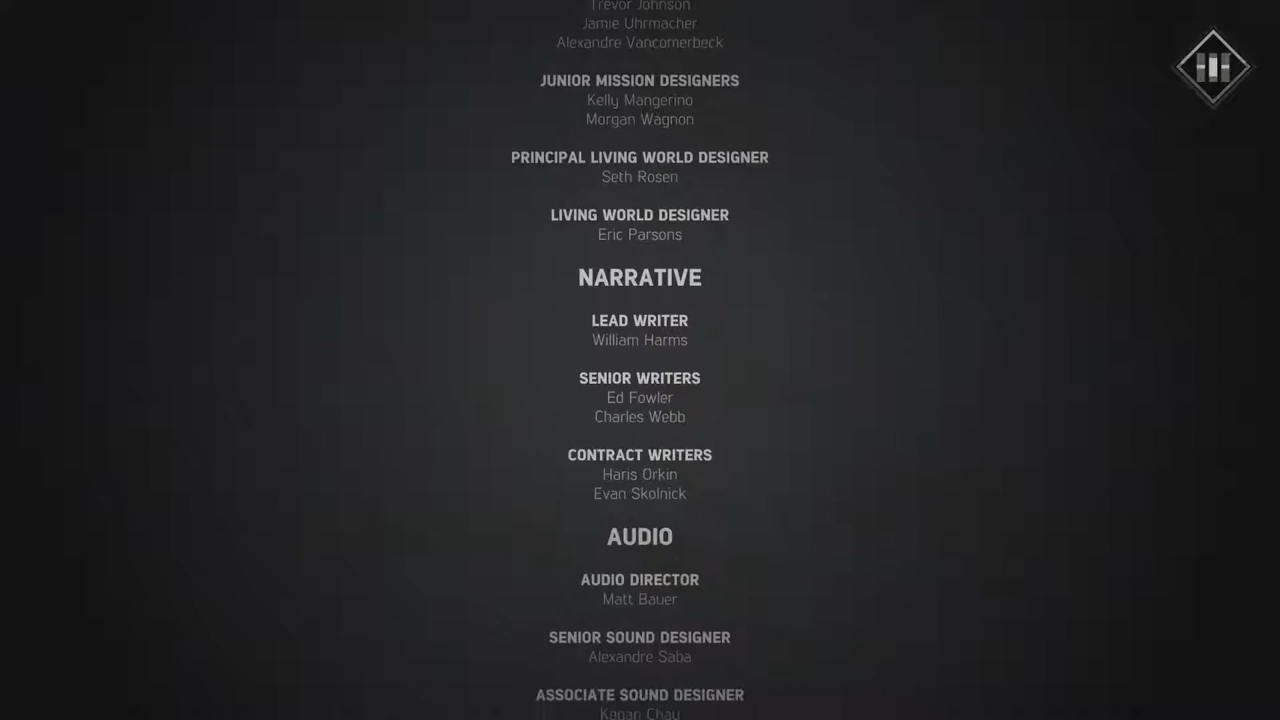 Trevor Johnson
Jamie Uhrmacher
Alexandre Vancomerbeck
JUNIOR MISSION DESIGNERS
Kelly Mangerino
Morgan Wagnon
PRINCIPAL LIVING WORLD DESIGNER
Seth Rosen
LIVING WORLD DESIGNER
Eric Parsons
NARRATIVE
LEAD WRITER
William Harms
SENIOR WRITERS
Ed Fowler
Charles Webb
CONTRACT WRITERS
Haris Orkin
Evan Skolnick
AUDIO
AUDIO DIRECTOR
Matt Bauer
SENIOR SOUND DESIGNER
Alexandre Saba
ASSOCIATE SOUND DESIGNER
Kegan Chau